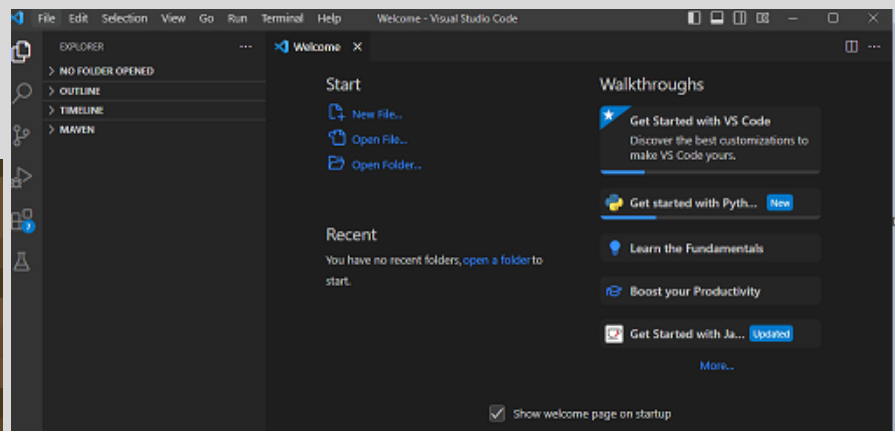 File Edit Selection View Go Run Terminal Help Welcome - Visual Studio Code
EXPLORER
NO FOLDER OPENED
OUTLINE
TIMELINE
MAVEN
Welcome
Start
New File...
Open File...
Open Folder...
Recent
You have no recent folders, open a folder to
start.
Walkthroughs
Get Started with VS Code
Discover the best customizations to
make VS Code yours.
Get started with Pyth... New
Learn the Fundamentals
Boost your Productivity
Get Started with Ja... Updated
More...
Show welcome page on startup